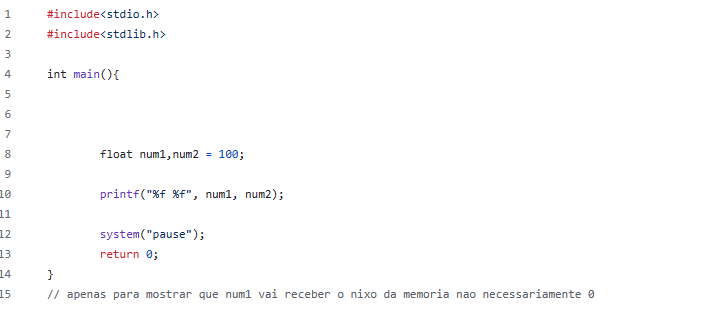 1 #include<stdio.h>
2 #include<stdlib.h>
3
4 int main(){
5
6
7
8 float num1,num2 = 100;
9
10 printf("%f %f", num1, num2);
11
12 system("pause");
13 return 0;
14 }
15 // apenas para mostrar que num1 vai receber o nixo da memoria nao necessariamente 0